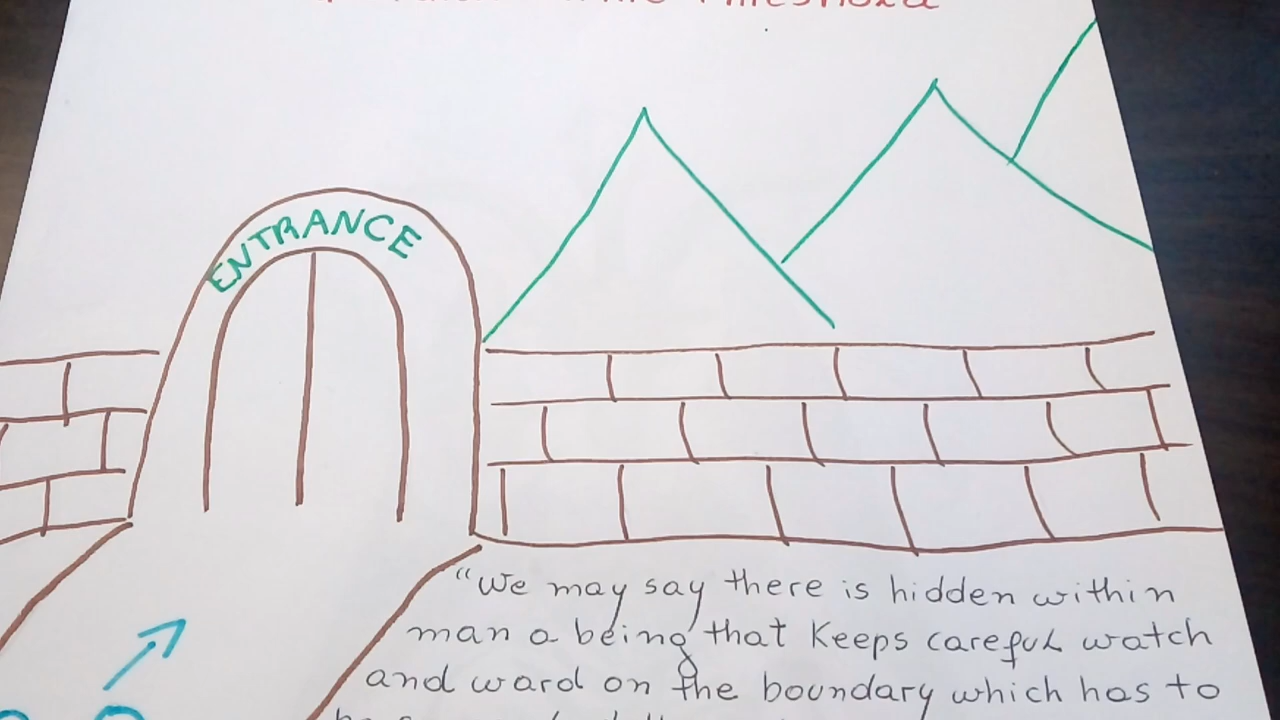 Threshold
ENTRANCE
"We may say there is hidden within
man a being that Keeps careful watch
and ward on the boundary which has to